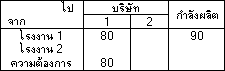 ไป บริษัท กำลังผลิต
จาก 1 2
โรงงาน 1 80 90
โรงงาน 2
ความต้องการ 80